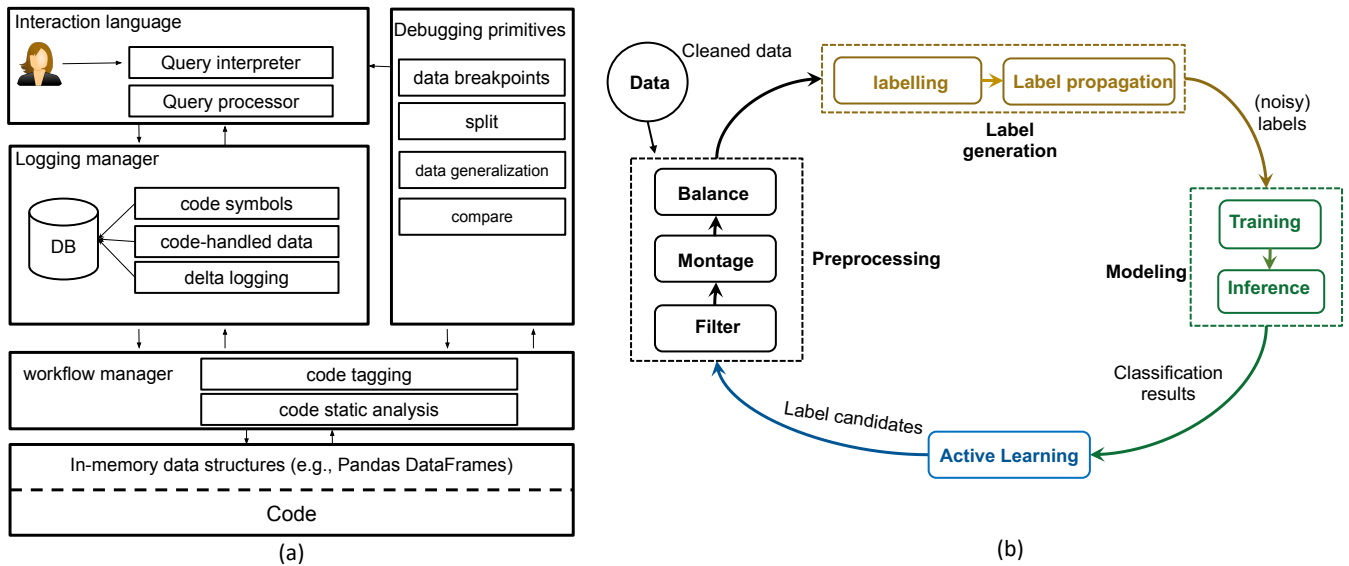 Interaction language
Query interpreter
Query processor
Logging manager
DB
code symbols
code-handled data
delta logging
Debugging primitives
data breakpoints
split
data generalization
compare
workflow manager
code tagging
code static analysis
In-memory data structures (e.g., Pandas DataFrames)
Code
(a)
Data
Cleaned data
labelling
Label propagation
Label
generation
(noisy)
labels
Balance
Montage
Filter
Preprocessing
Modeling
Training
Inference
Classification
results
Label candidates
Active Learning
(b)